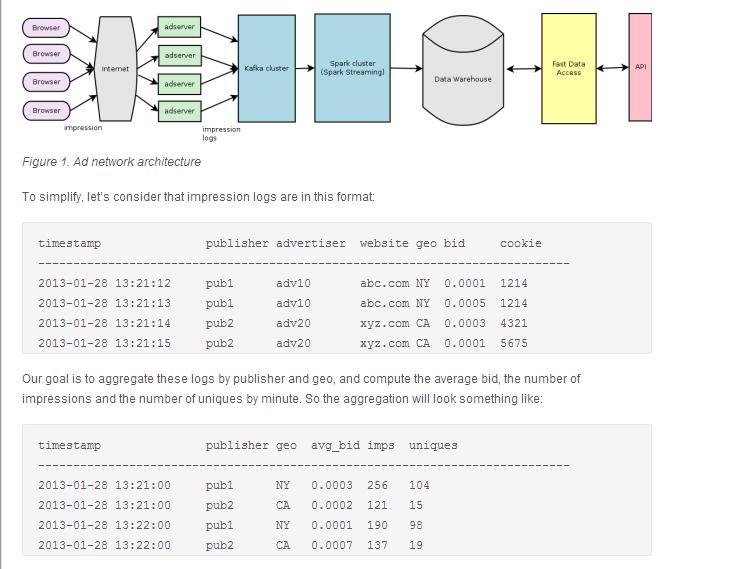 Browser
Browser
Browser
Browser
impression
Internet
adserver
adserver
adserver
adserver
impression
logs
Kafka cluster
Spark cluster
(Spark Streaming)
Data Warehouse
Fast Data
Access
API
Figure 1. Ad network architecture
To simplify, let's consider that impression logs are in this format:
timestamp publisher advertiser website geo bid cookie
----------------------------------------------------------------------------
2013-01-28 13:21:12 pub1 adv10 abc.com NY 0.0001 1214
2013-01-28 13:21:13 pub1 adv10 abc.com NY 0.0005 1214
2013-01-28 13:21:14 pub2 adv20 xyz.com CA 0.0003 4321
2013-01-28 13:21:15 pub2 adv20 xyz.com CA 0.0001 5675
Our goal is to aggregate these logs by publisher and geo, and compute the average bid, the number of
impressions and the number of uniques by minute. So the aggregation will look something like:
timestamp publisher geo avg_bid imps uniques
----------------------------------------------------------------------------
2013-01-28 13:21:00 pub1 NY 0.0003 256 104
2013-01-28 13:21:00 pub2 CA 0.0002 121 15
2013-01-28 13:22:00 pub1 NY 0.0001 190 98
2013-01-28 13:22:00 pub2 CA 0.0007 137 19